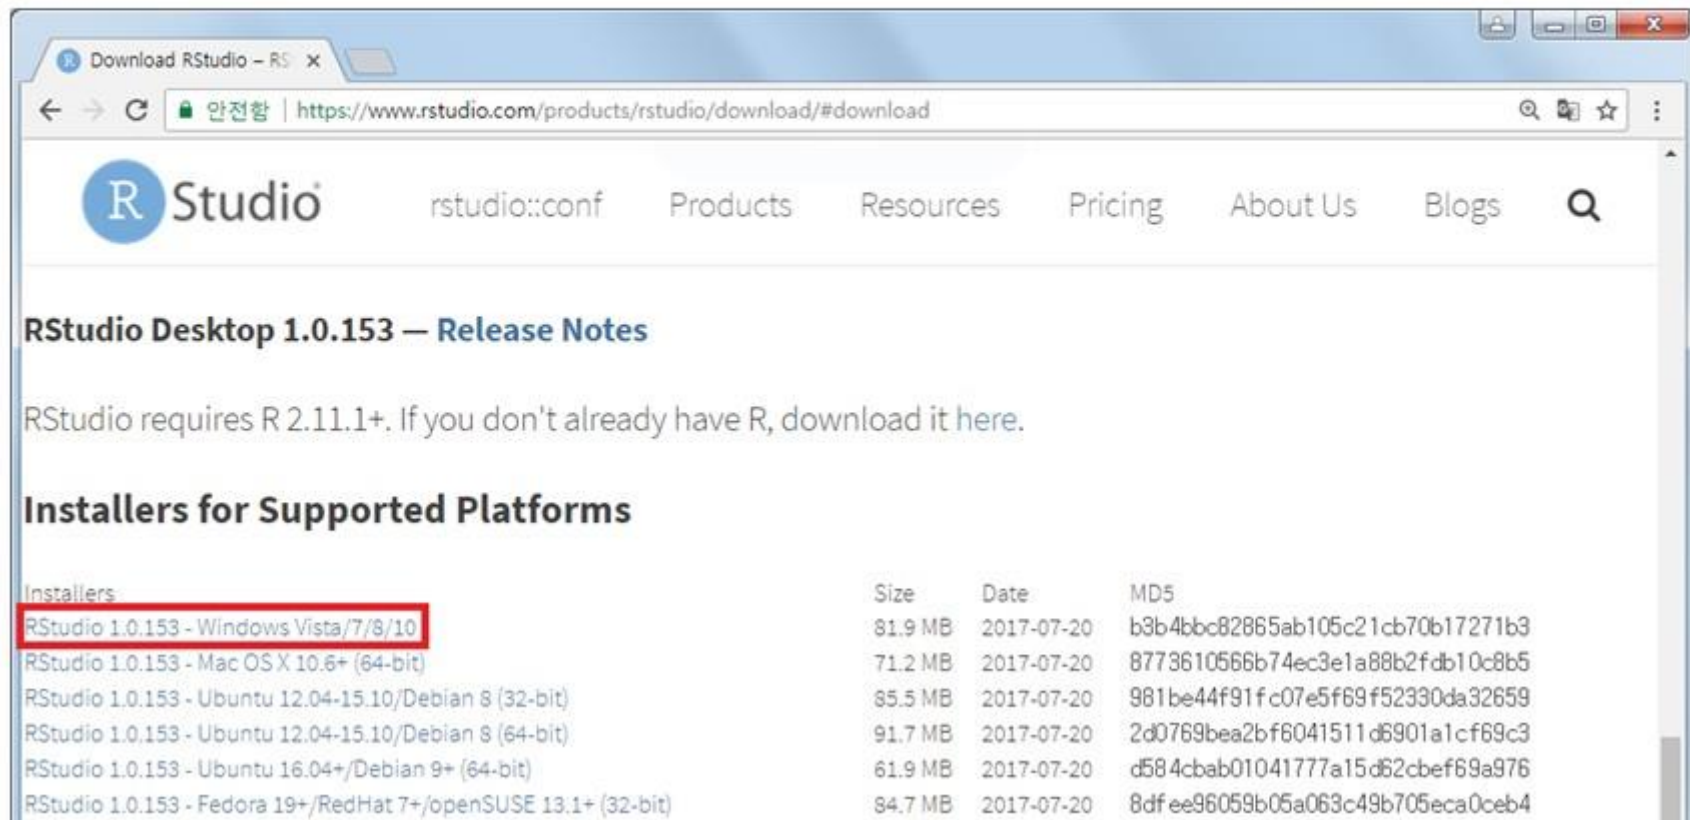 Download RStudio – RS
안전함 | https://www.rstudio.com/products/rstudio/download/#download
R Studio rstudio::conf Products Resources Pricing About Us Blogs
RStudio Desktop 1.0.153 — Release Notes
RStudio requires R 2.11.1+. If you don't already have R, download it here.
Installers for Supported Platforms
Installers Size Date MD5
RStudio 1.0.153 - Windows Vista/7/8/10 81.9 MB 2017-07-20 b3b4bbc82865ab105c21cb70b17271b3
RStudio 1.0.153 - Mac OS X 10.6+ (64-bit) 71.2 MB 2017-07-20 8773610566b74ec3e1a88b2fdb10c8b5
RStudio 1.0.153 - Ubuntu 12.04-15.10/Debian 8 (32-bit) 85.5 MB 2017-07-20 981be44f91fc07e5f69f52330da32659
RStudio 1.0.153 - Ubuntu 12.04-15.10/Debian 8 (64-bit) 91.7 MB 2017-07-20 2d0769bea2bf6041511d6901a1cf69c3
RStudio 1.0.153 - Ubuntu 16.04+/Debian 9+ (64-bit) 61.9 MB 2017-07-20 d584cbab01041777a15d62cbef69a976
RStudio 1.0.153 - Fedora 19+/RedHat 7+/openSUSE 13.1+ (32-bit) 84.7 MB 2017-07-20 8dfee96059b05a063c49b705eca0ceb4